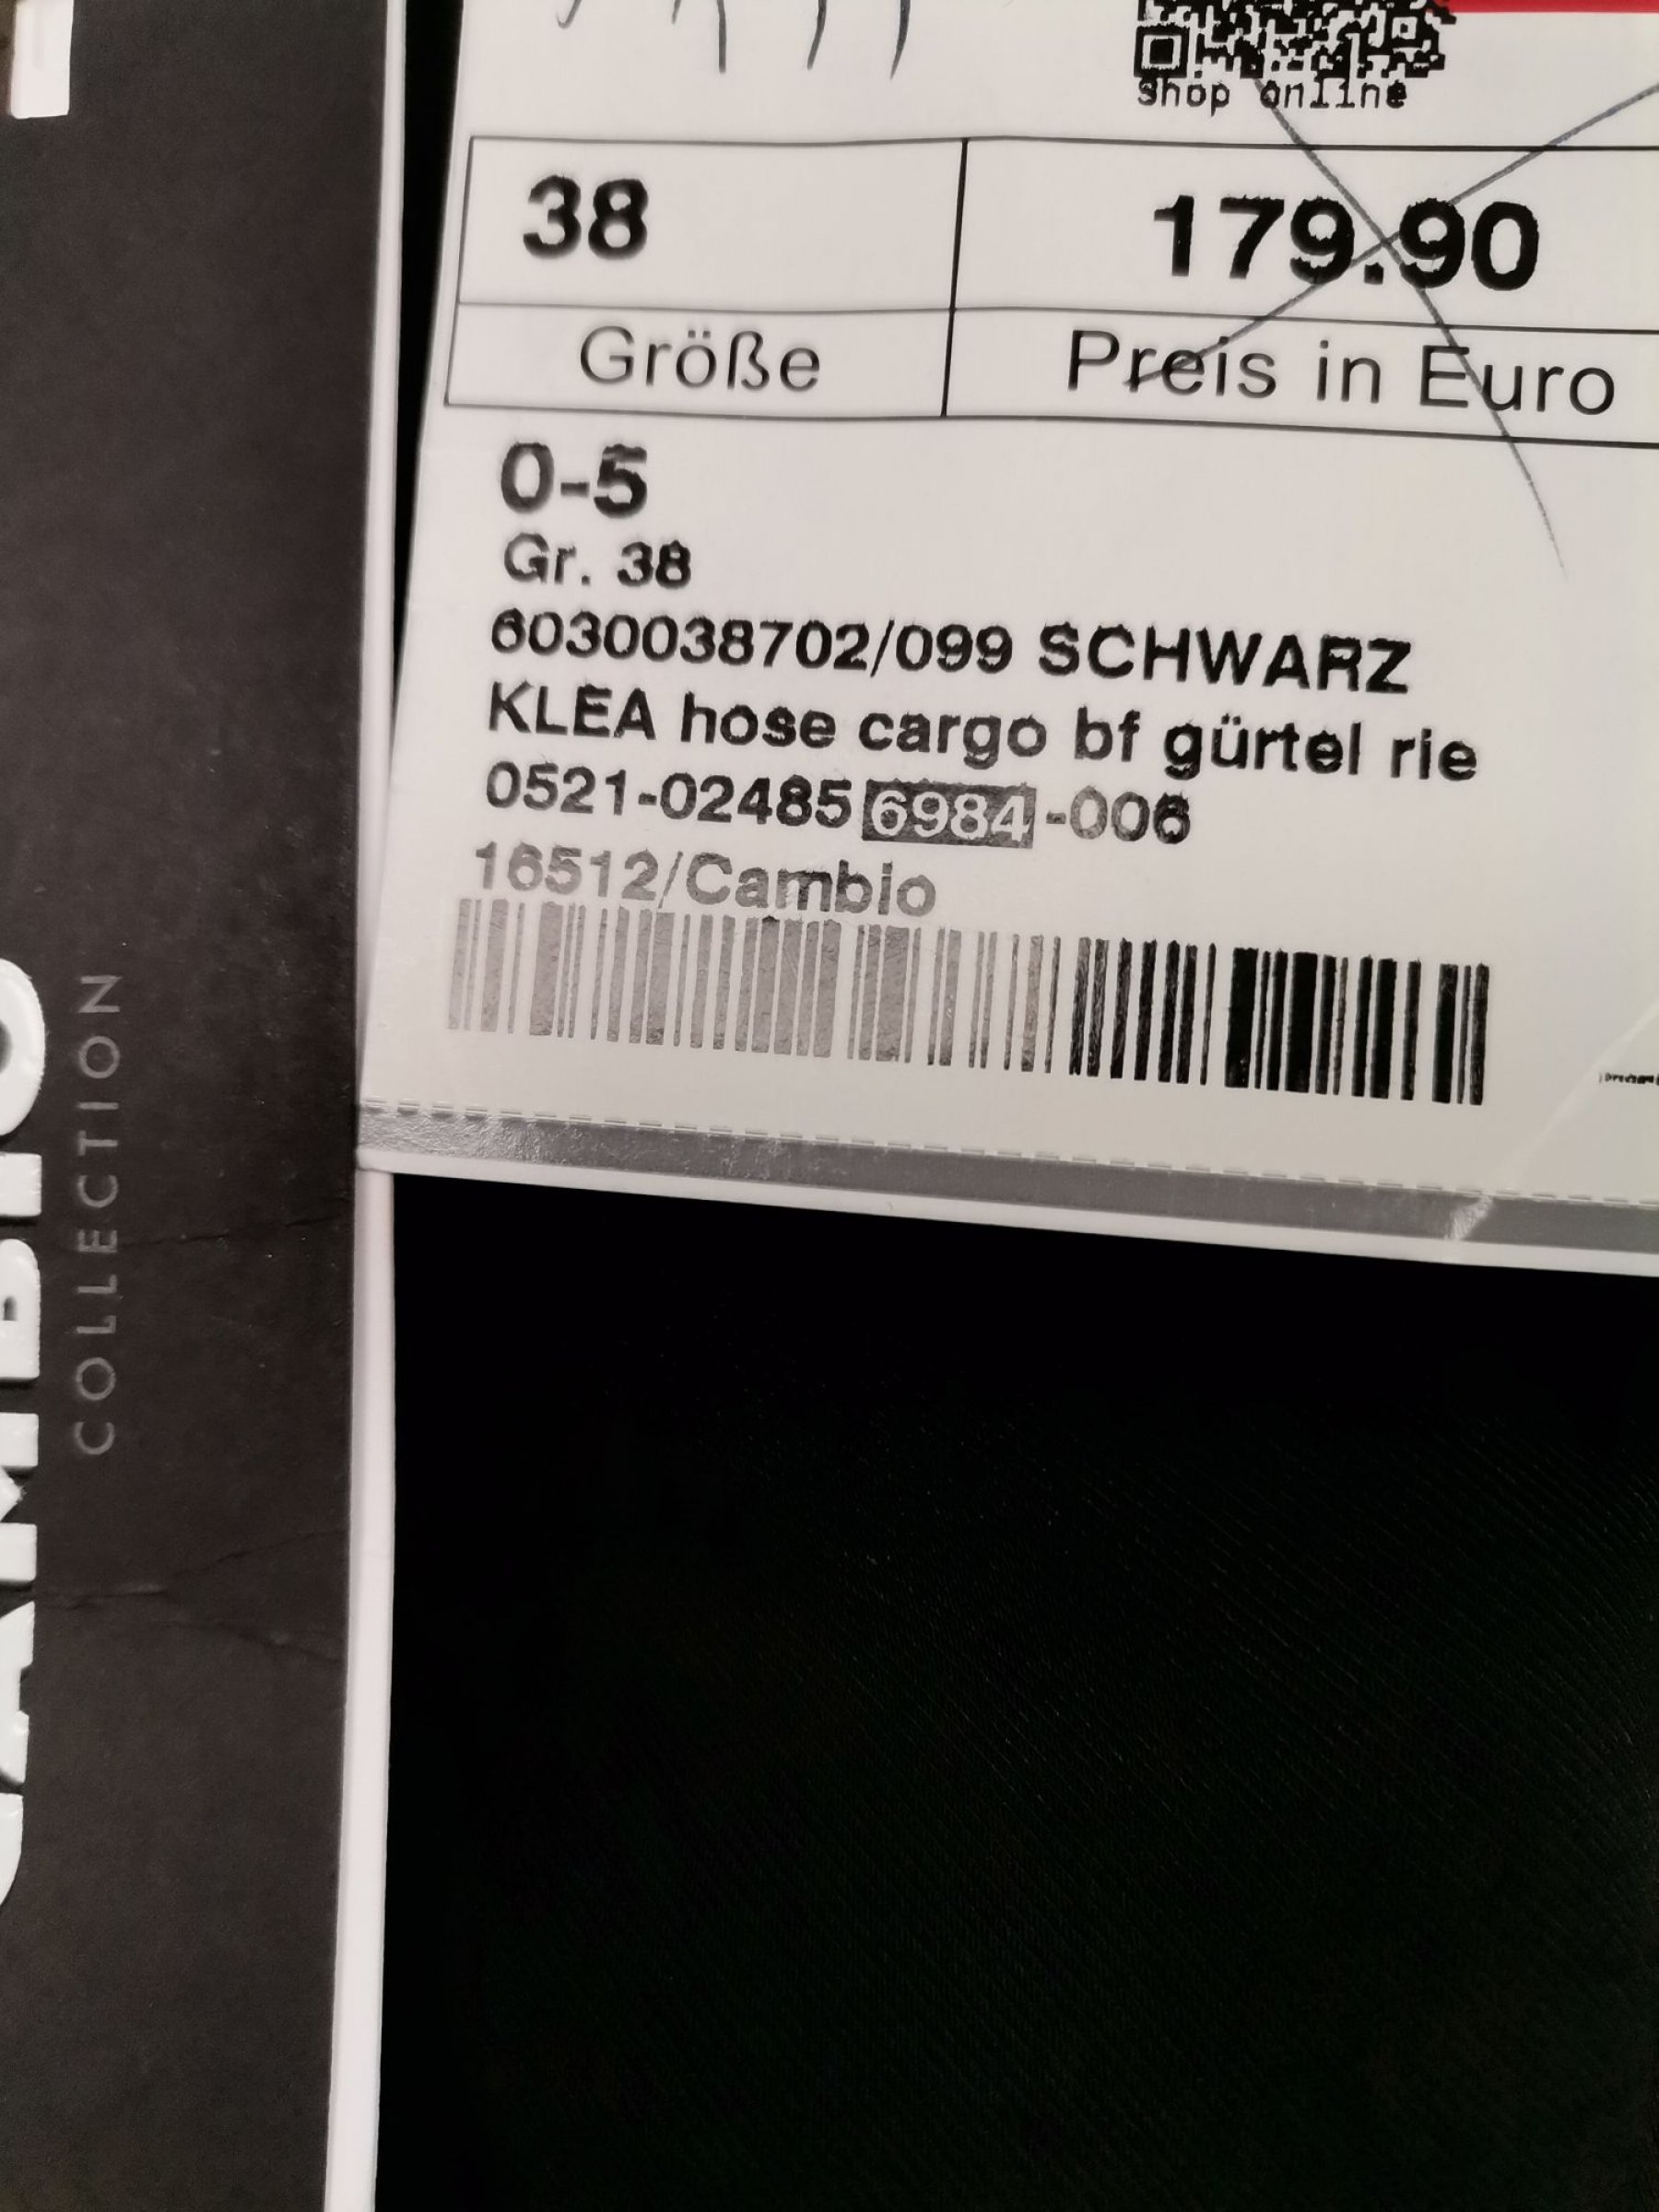 Shop online
38
179.90
Größe
Preis in Euro
0-5
Gr. 38
6030038702/099 SCHWARZ
KLEA hose cargo bf gürtel rie
0521-02485 6984 -006
16512/Cambio
CAMBIO
COLLECTION